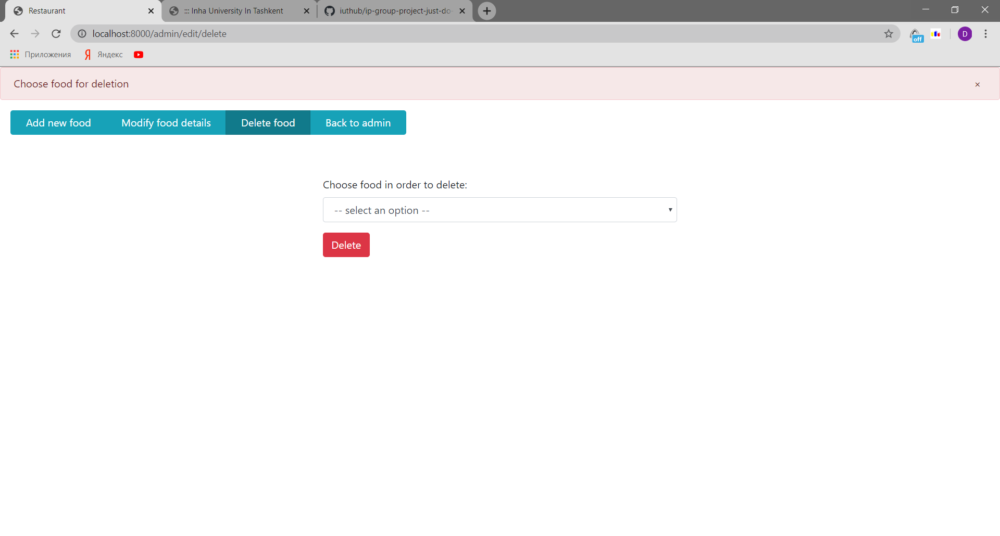 Restaurant
::: Inha University In Tashkent
iuthub/ip-group-project-just-do-
localhost:8000/admin/edit/delete
off
D
Приложения
Я Яндекс
Choose food for deletion
×
Add new food
Modify food details
Delete food
Back to admin
Choose food in order to delete:
-- select an option --
Delete